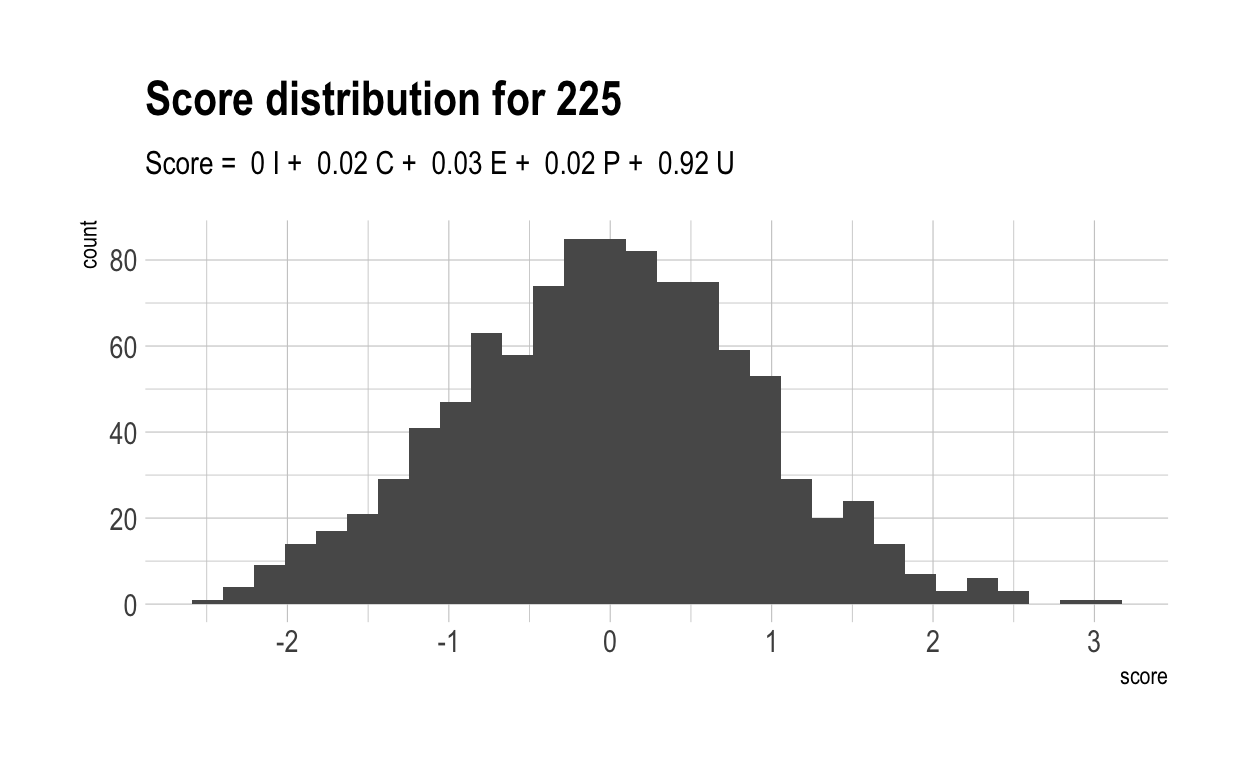 Score distribution for 225
Score =  0 I +  0.02 C +  0.03 E +  0.02 P +  0.92 U
count
80
60
40
20
0
-2 -1 0 1 2 3
score